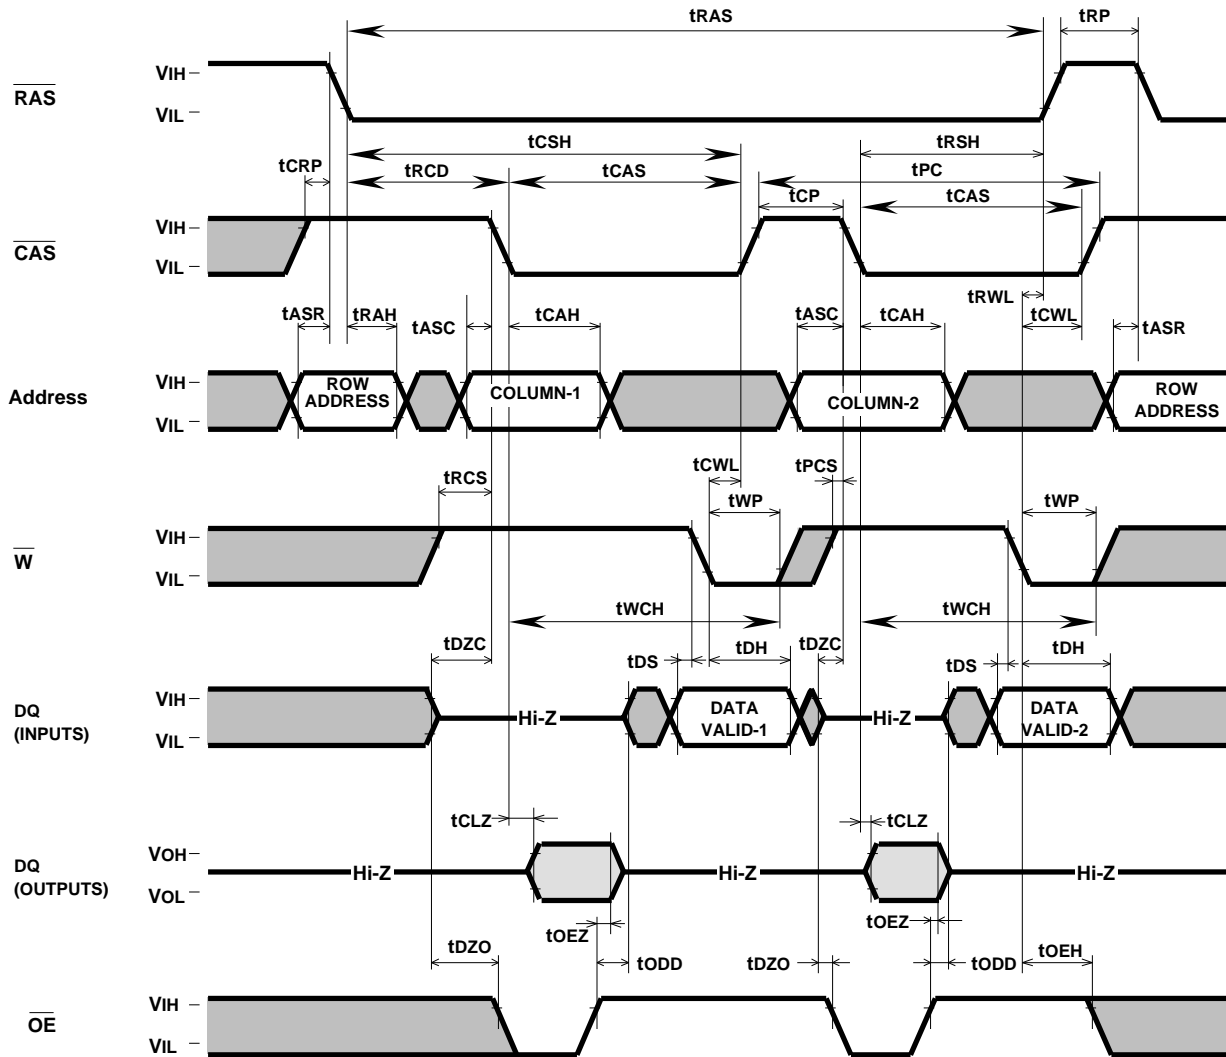 tRAS tRP
RAS VIH
VIL
tCSH tRSH
tCRP tRCD tCAS tPC
tCP tCAS
CAS VIH
VIL
tRWL
tASR tRAH tASC tCAH tASC tCAH tCWL tASR
Address VIH
VIL
ROW
ADDRESS
COLUMN-1
COLUMN-2
ROW
ADDRESS
tCWL tPCS
tRCS tWP tWP
W VIH
VIL
tWCH tWCH
tDZC tDS tDH tDZC tDS tDH
DQ
(INPUTS)
VIH
VIL
Hi-Z
DATA
VALID-1
Hi-Z
DATA
VALID-2
tCLZ tCLZ
DQ
(OUTPUTS)
VOH
VOL
Hi-Z Hi-Z Hi-Z
tOEZ tOEZ
tDZO tODD tDZO tODD tOEH
OE VIH
VIL